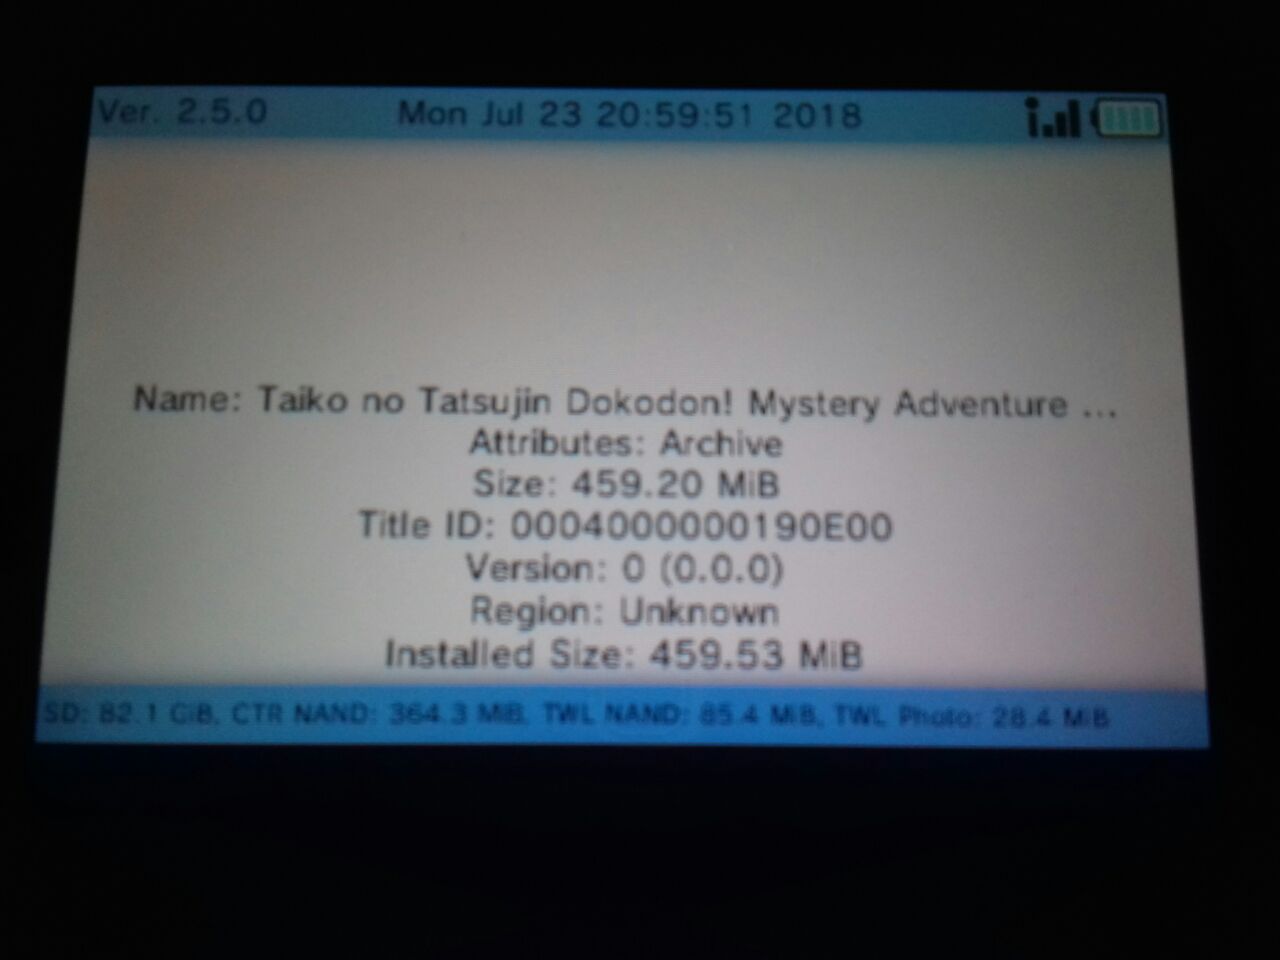 Ver. 2.5.0 Mon Jul 23 20:59:51 2018
Name: Taiko no Tatsujin Dokodon! Mystery Adventure ...
Attributes: Archive
Size: 459.20 MiB
Title ID: 0004000000190E00
Version: 0 (0.0.0)
Region: Unknown
Installed Size: 459.53 MiB
SD: 82.1 GiB, CTR NAND: 364.3 MiB, TWL NAND: 85.4 MiB, TWL Photo: 28.4 MiB